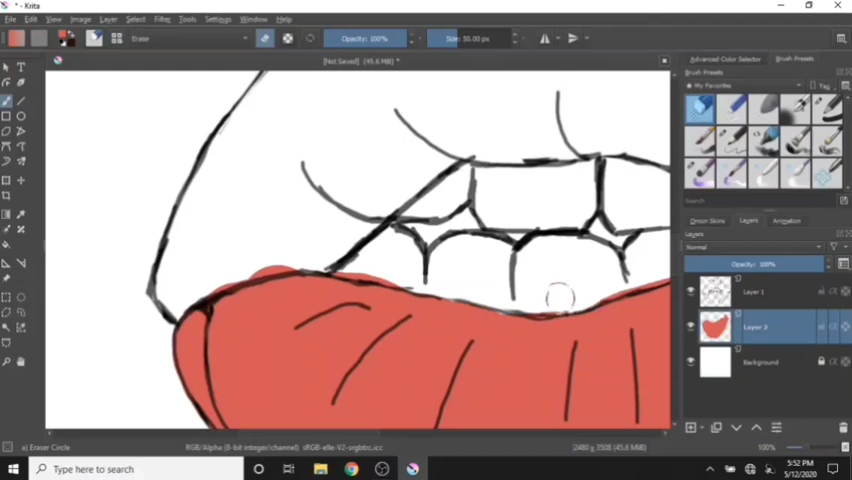 * - Krita
File Edit View Image Layer Select Filter Tools Settings Window Help
Erase Opacity: 100% Size: 50.00 px
[Not Saved] (45.6 MiB) *
Advanced Color Selector Brush Presets
Brush Presets
My Favorites Tag
Search
Onion Skins Layers Animation
Layers
Normal
Opacity: 100%
Layer 1
Layer 2
Background
a) Eraser Circle RGB/Alpha (8-bit integer/channel) sRGB-elle-V2-srgbtrc.icc 2480 x 3508 (45.6 MiB) 100%
Type here to search
5:52 PM
5/12/2020